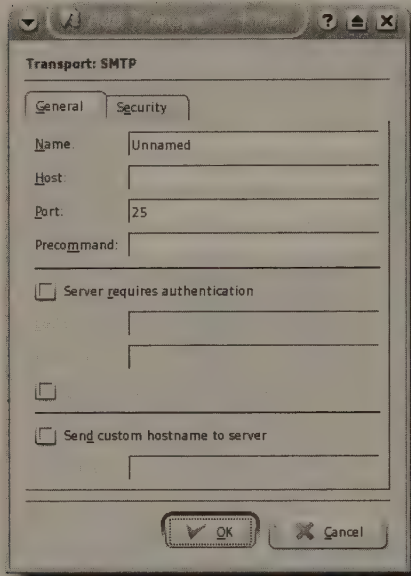 Transport: SMTP
General Security
Name: Unnamed
Host:
Port: 25
Precommand:
Server requires authentication
Send custom hostname to server
OK Cancel